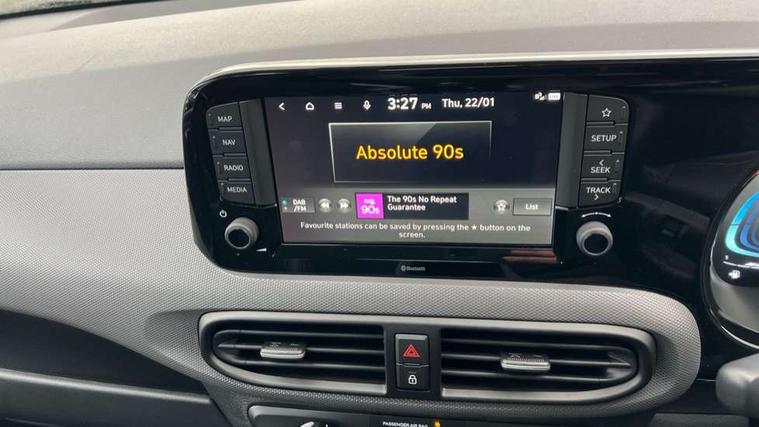 3:27 PM Thu, 22/01
MAP
NAV
RADIO
MEDIA
SETUP
SEEK
TRACK
Absolute 90s
DAB
/FM
90s
The 90s No Repeat
Guarantee
List
Favourite stations can be saved by pressing the ★ button on the
screen.
Bluetooth
PASSENGER AIR BAG